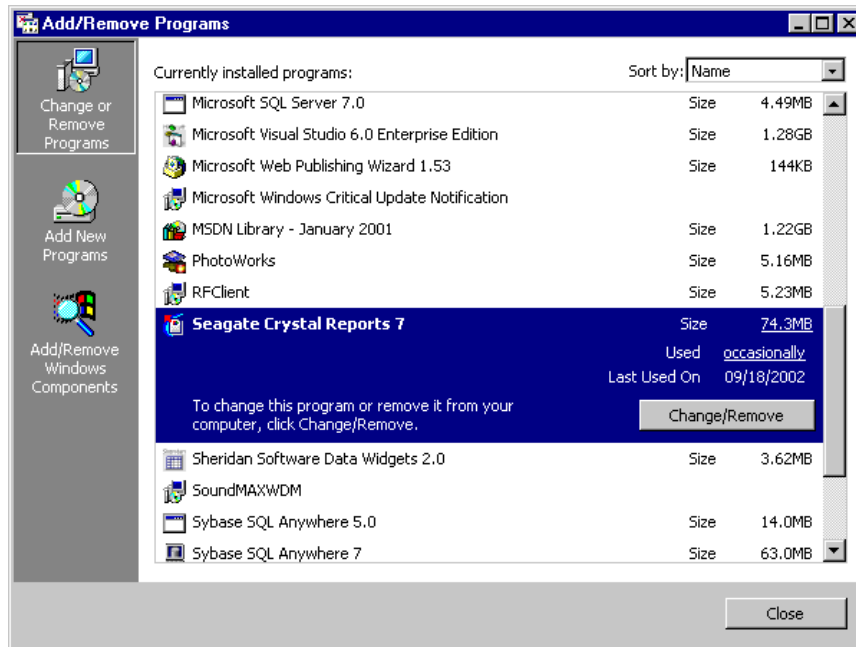 Add/Remove Programs
Change or
Remove
Programs
Add New
Programs
Add/Remove
Windows
Components
Currently installed programs:
Sort by: Name
Microsoft SQL Server 7.0 Size 4.49MB
Microsoft Visual Studio 6.0 Enterprise Edition Size 1.28GB
Microsoft Web Publishing Wizard 1.53 Size 144KB
Microsoft Windows Critical Update Notification
MSDN Library - January 2001 Size 1.22GB
PhotoWorks Size 5.16MB
RFClient Size 5.23MB
Seagate Crystal Reports 7 Size 74.3MB
Used occasionally
Last Used On 09/18/2002
To change this program or remove it from your
computer, click Change/Remove.
Change/Remove
Sheridan Software Data Widgets 2.0 Size 3.62MB
SoundMAXWDM
Sybase SQL Anywhere 5.0 Size 14.0MB
Sybase SQL Anywhere 7 Size 63.0MB
Close